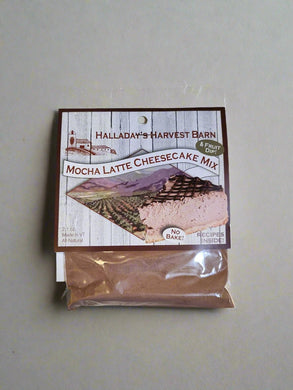 HALLADAY'S HARVEST BARN
& FRUIT DIP!
MOCHA LATTE CHEESECAKE MIX
NO BAKE!
Made in VT
All Natural
RECIPES
INSIDE!